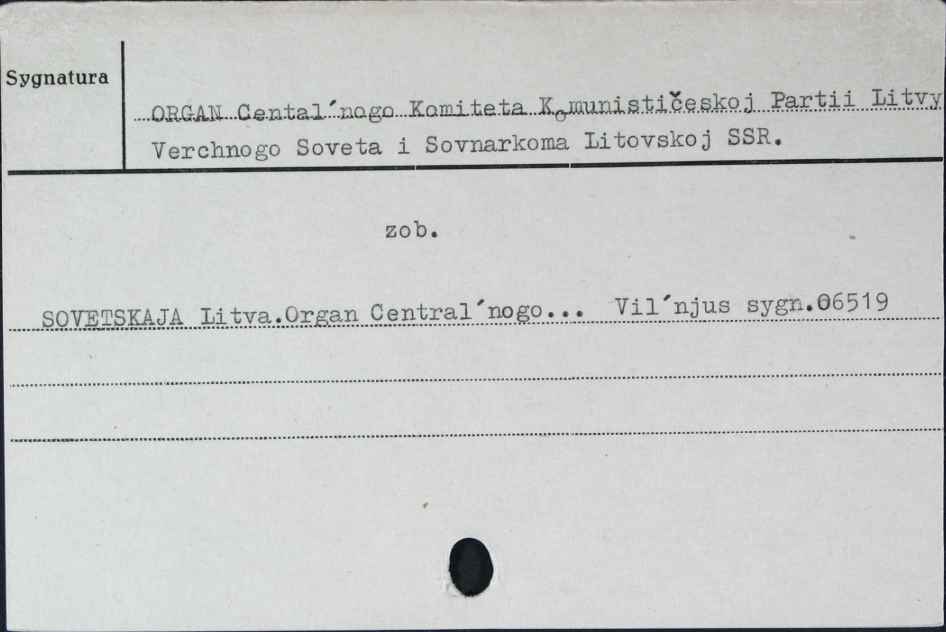 Sygnatura
ORGAN Cental´nogo Komiteta Komunističeskoj Partii Litvy
Verchnogo Soveta i Sovnarkoma Litovskoj SSR.
zob.
SOVETSKAJA Litva.Organ Central´nogo... Vil´njus sygn.06519